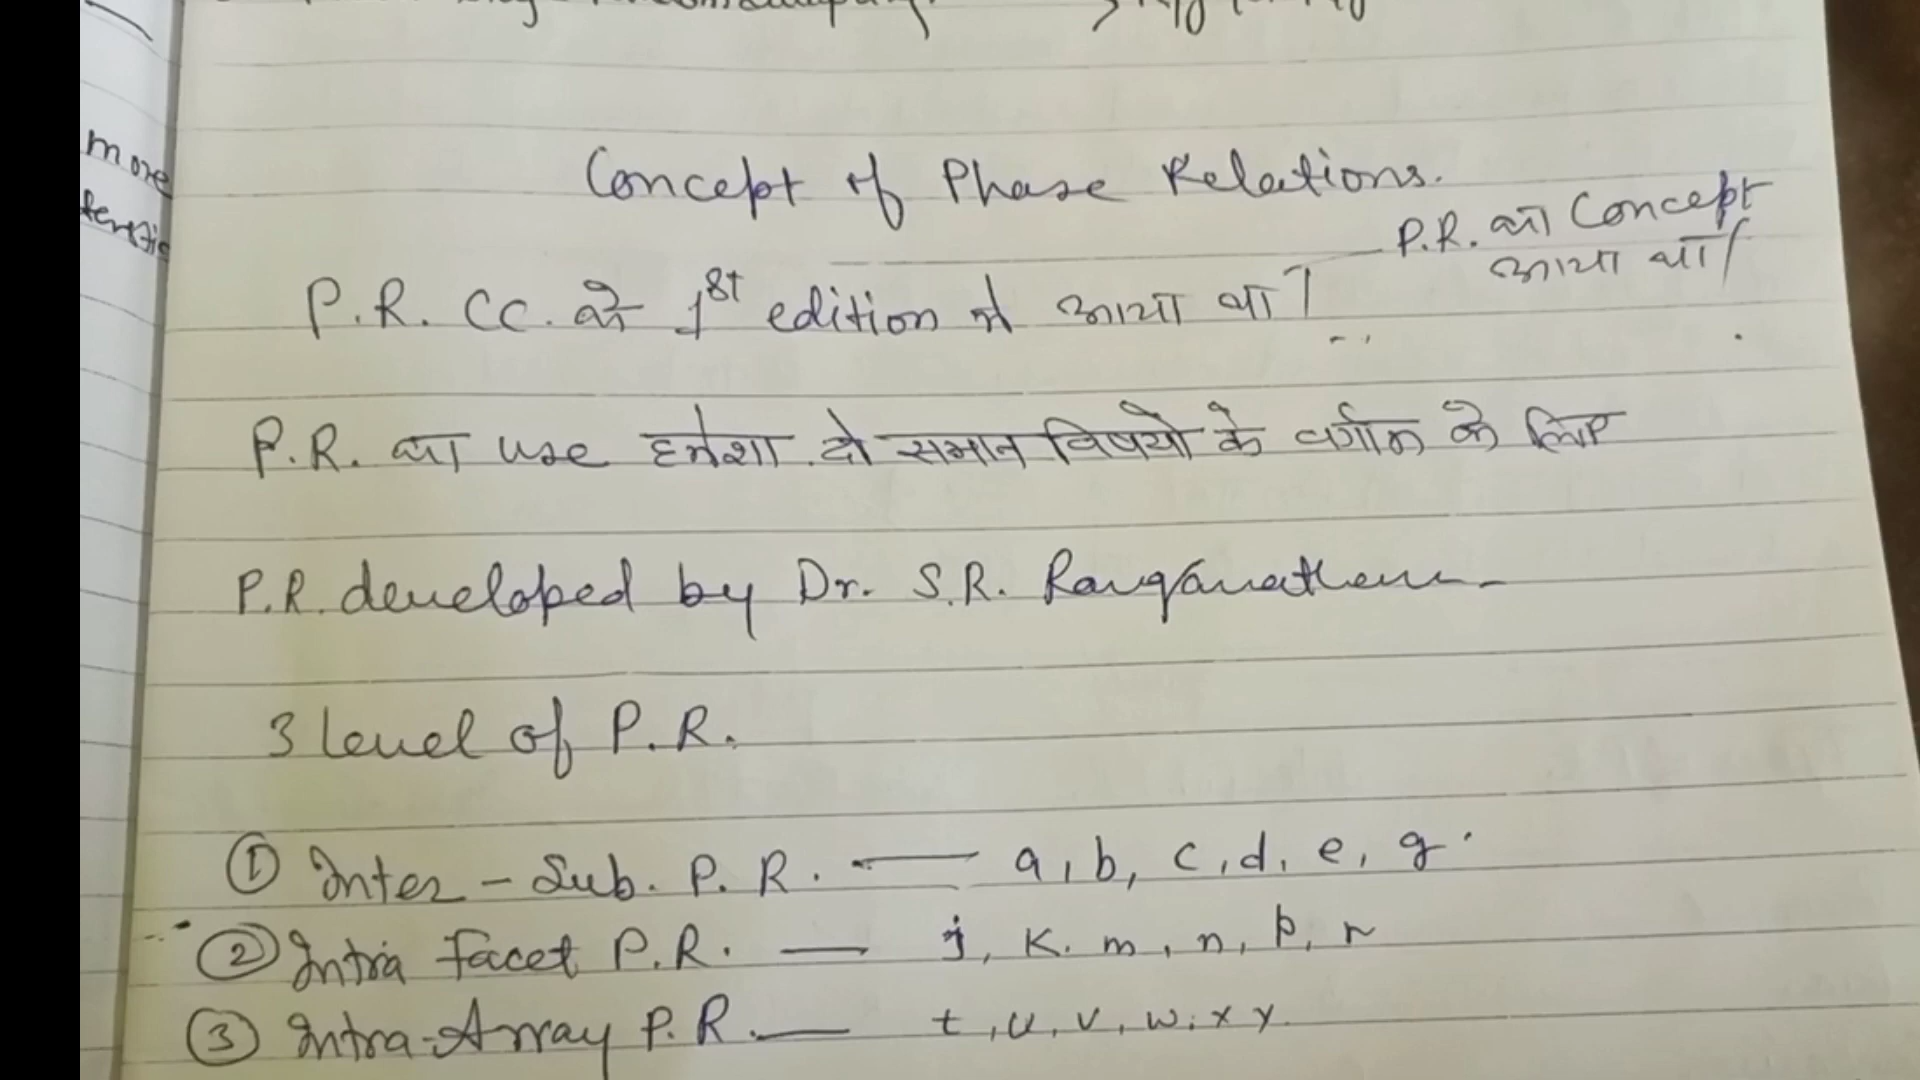 more
Concept of Phase Relations.
P.R. का Concept
आया था।
P.R. CC. के 1st edition में आया था।
P.R. का use हमेशा दो समान विषयो के वर्गान के लिए
P.R. developed by Dr. S.R. Ranganathan
3 level of P.R.
① Inter-Sub. P.R. — a, b, c, d, e, g.
② Intra Facet P.R. — j, K. m, n, p, r
③ Intra-Array P.R. — t, u, v, w, x y.